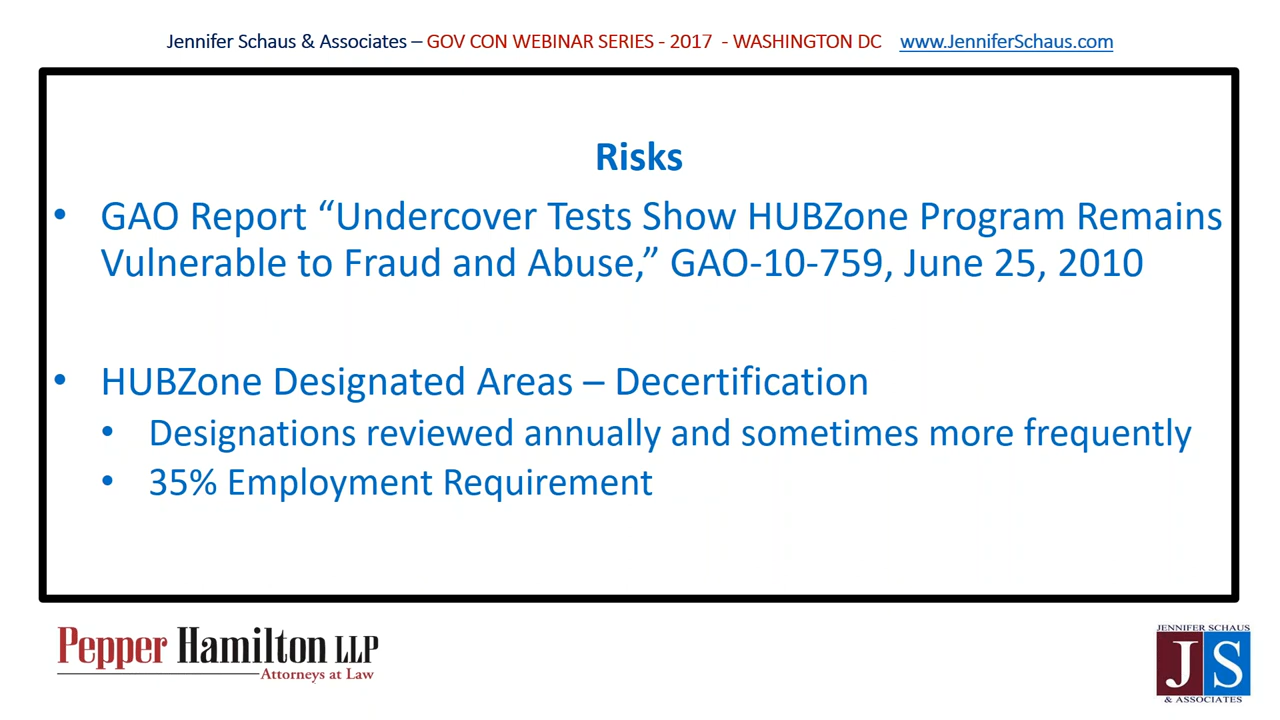 Jennifer Schaus & Associates – GOV CON WEBINAR SERIES - 2017 - WASHINGTON DC www.JenniferSchaus.com
Risks
• GAO Report “Undercover Tests Show HUBZone Program Remains
Vulnerable to Fraud and Abuse,” GAO-10-759, June 25, 2010
• HUBZone Designated Areas – Decertification
• Designations reviewed annually and sometimes more frequently
• 35% Employment Requirement
Pepper Hamilton LLP
Attorneys at Law
JENNIFER SCHAUS
JS
& ASSOCIATES